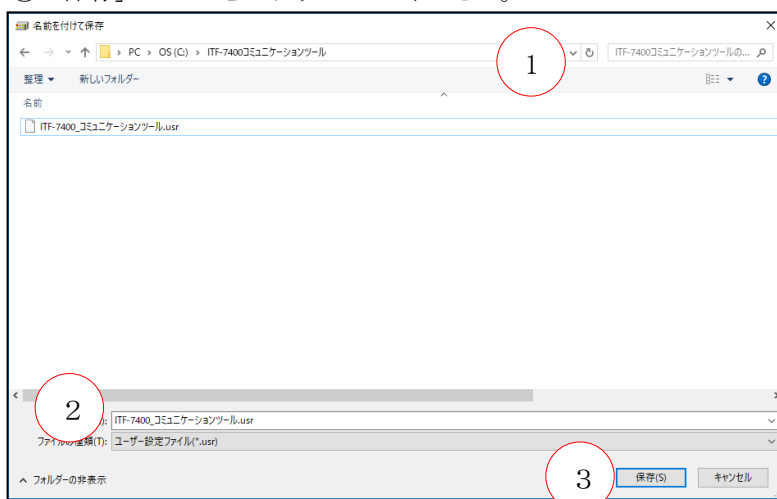 名前を付けて保存
PC > OS (C:) > ITF-7400コミュニケーションツール
1
ITF-7400コミュニケーションツールの...
整理 新しいフォルダー
名前
ITF-7400_コミュニケーションツール.usr
2
ITF-7400_コミュニケーションツール.usr
ファイルの種類(T): ユーザー設定ファイル(*.usr)
フォルダーの非表示
3
保存(S) キャンセル